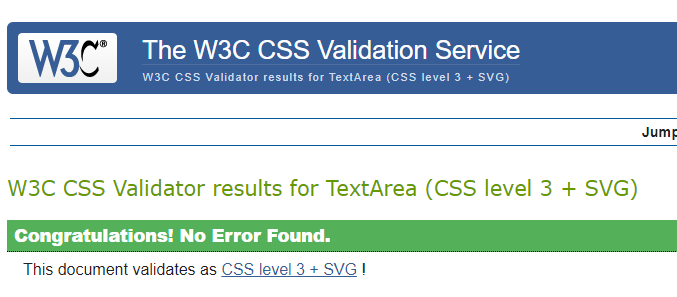 W3C®
The W3C CSS Validation Service
W3C CSS Validator results for TextArea (CSS level 3 + SVG)
Jump
W3C CSS Validator results for TextArea (CSS level 3 + SVG)
Congratulations! No Error Found.
This document validates as CSS level 3 + SVG !